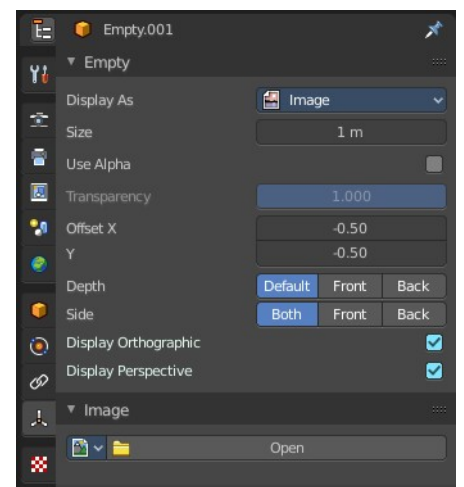 Empty.001
Empty
Display As Image
Size 1 m
Use Alpha
Transparency 1.000
Offset X -0.50
Y -0.50
Depth Default Front Back
Side Both Front Back
Display Orthographic
Display Perspective
Image
Open